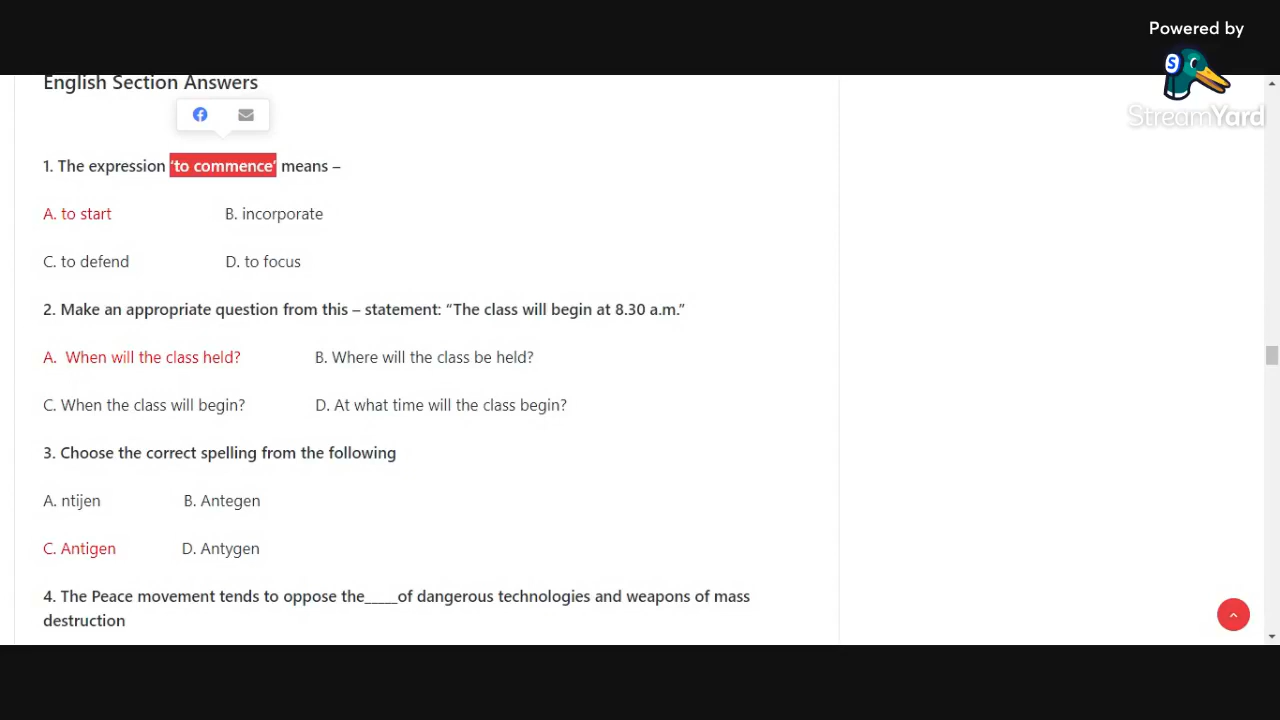 Powered by
S
StreamYard
English Section Answers
1. The expression ‘to commence’ means –
A. to start B. incorporate
C. to defend D. to focus
2. Make an appropriate question from this – statement: “The class will begin at 8.30 a.m.”
A. When will the class held? B. Where will the class be held?
C. When the class will begin? D. At what time will the class begin?
3. Choose the correct spelling from the following
A. ntijen B. Antegen
C. Antigen D. Antygen
4. The Peace movement tends to oppose the_____of dangerous technologies and weapons of mass
destruction